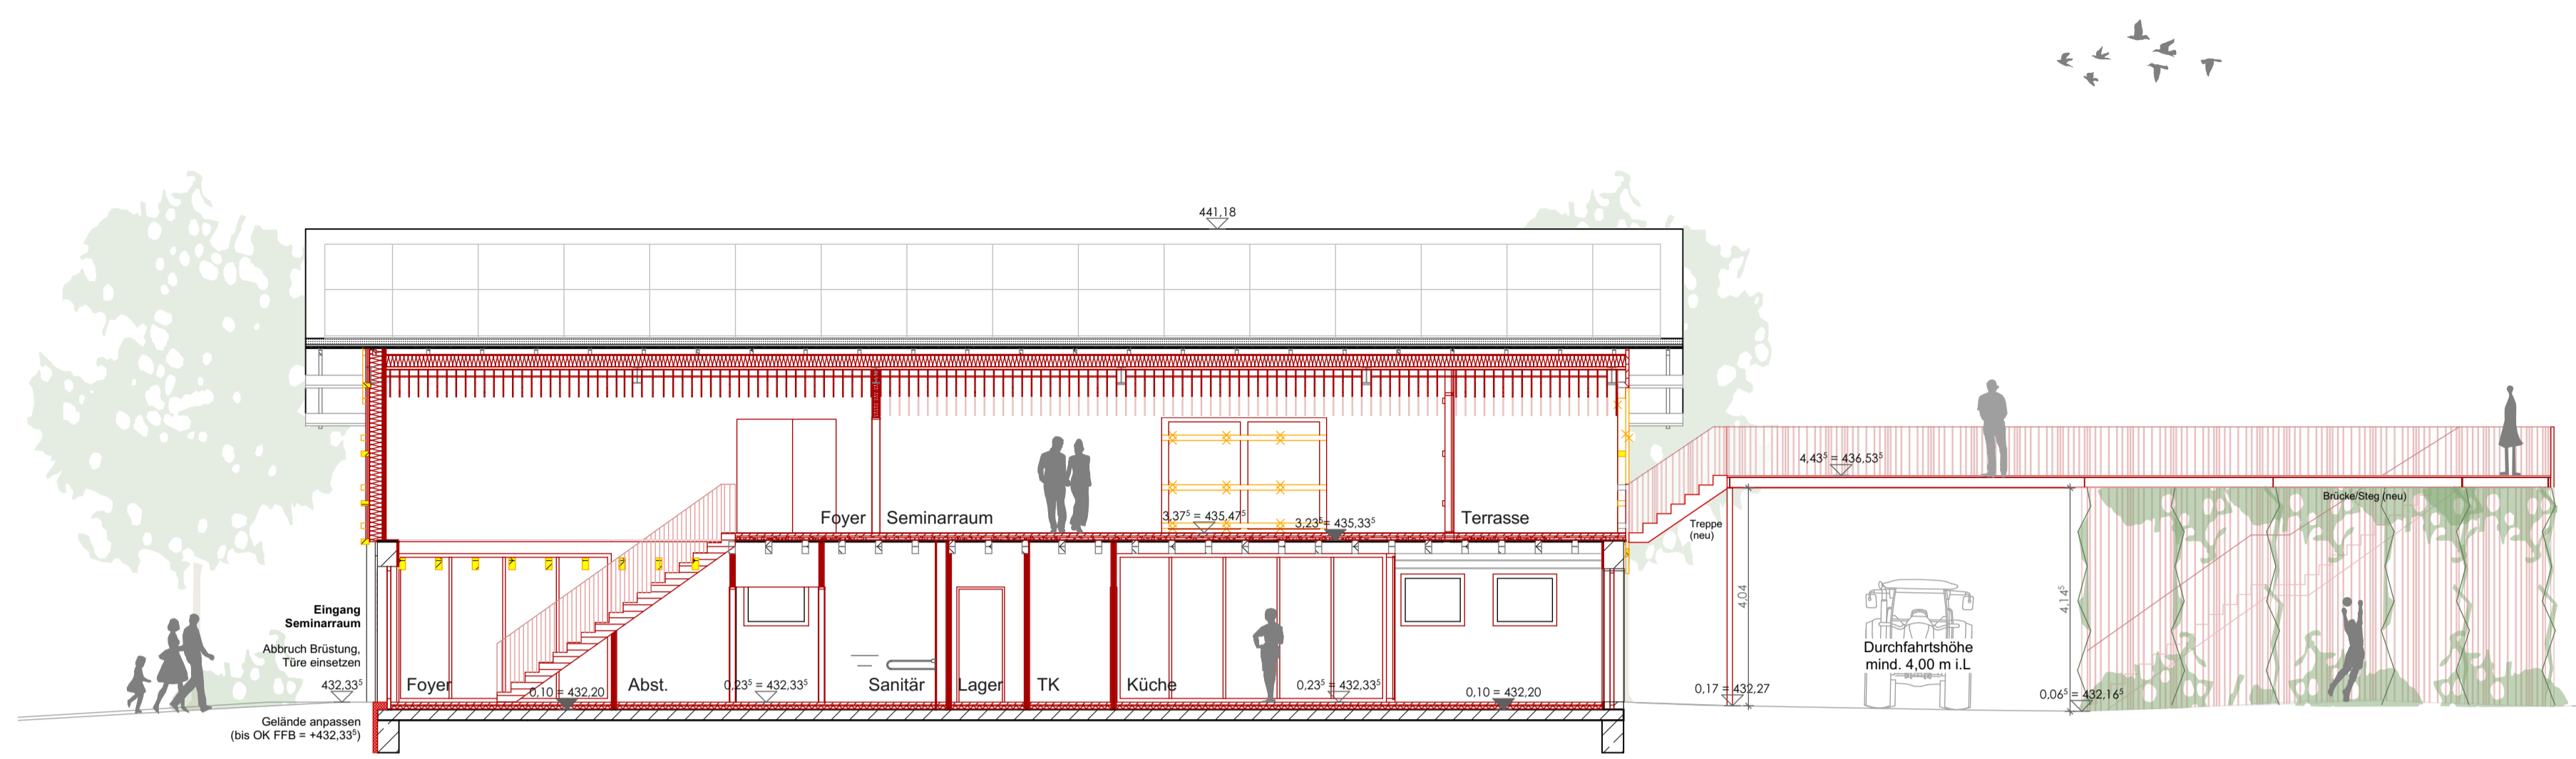 441,18
4,43⁵ = 436,53⁵
Brücke/Steg (neu)
Foyer
Seminarraum
3,37⁵ = 435,47⁵
3,23⁵ = 435,33⁵
Terrasse
Treppe
(neu)
4,04
4,14⁵
Eingang
Seminarraum
Abbruch Brüstung,
Türe einsetzen
432,33⁵
Gelände anpassen
(bis OK FFB = +432,33⁵)
Foyer
0,10 = 432,20
Abst.
0,23⁵ = 432,33⁵
Sanitär
Lager
TK
Küche
0,23⁵ = 432,33⁵
0,10 = 432,20
0,17 = 432,27
Durchfahrtshöhe
mind. 4,00 m i.L
0,06⁵ = 432,16⁵